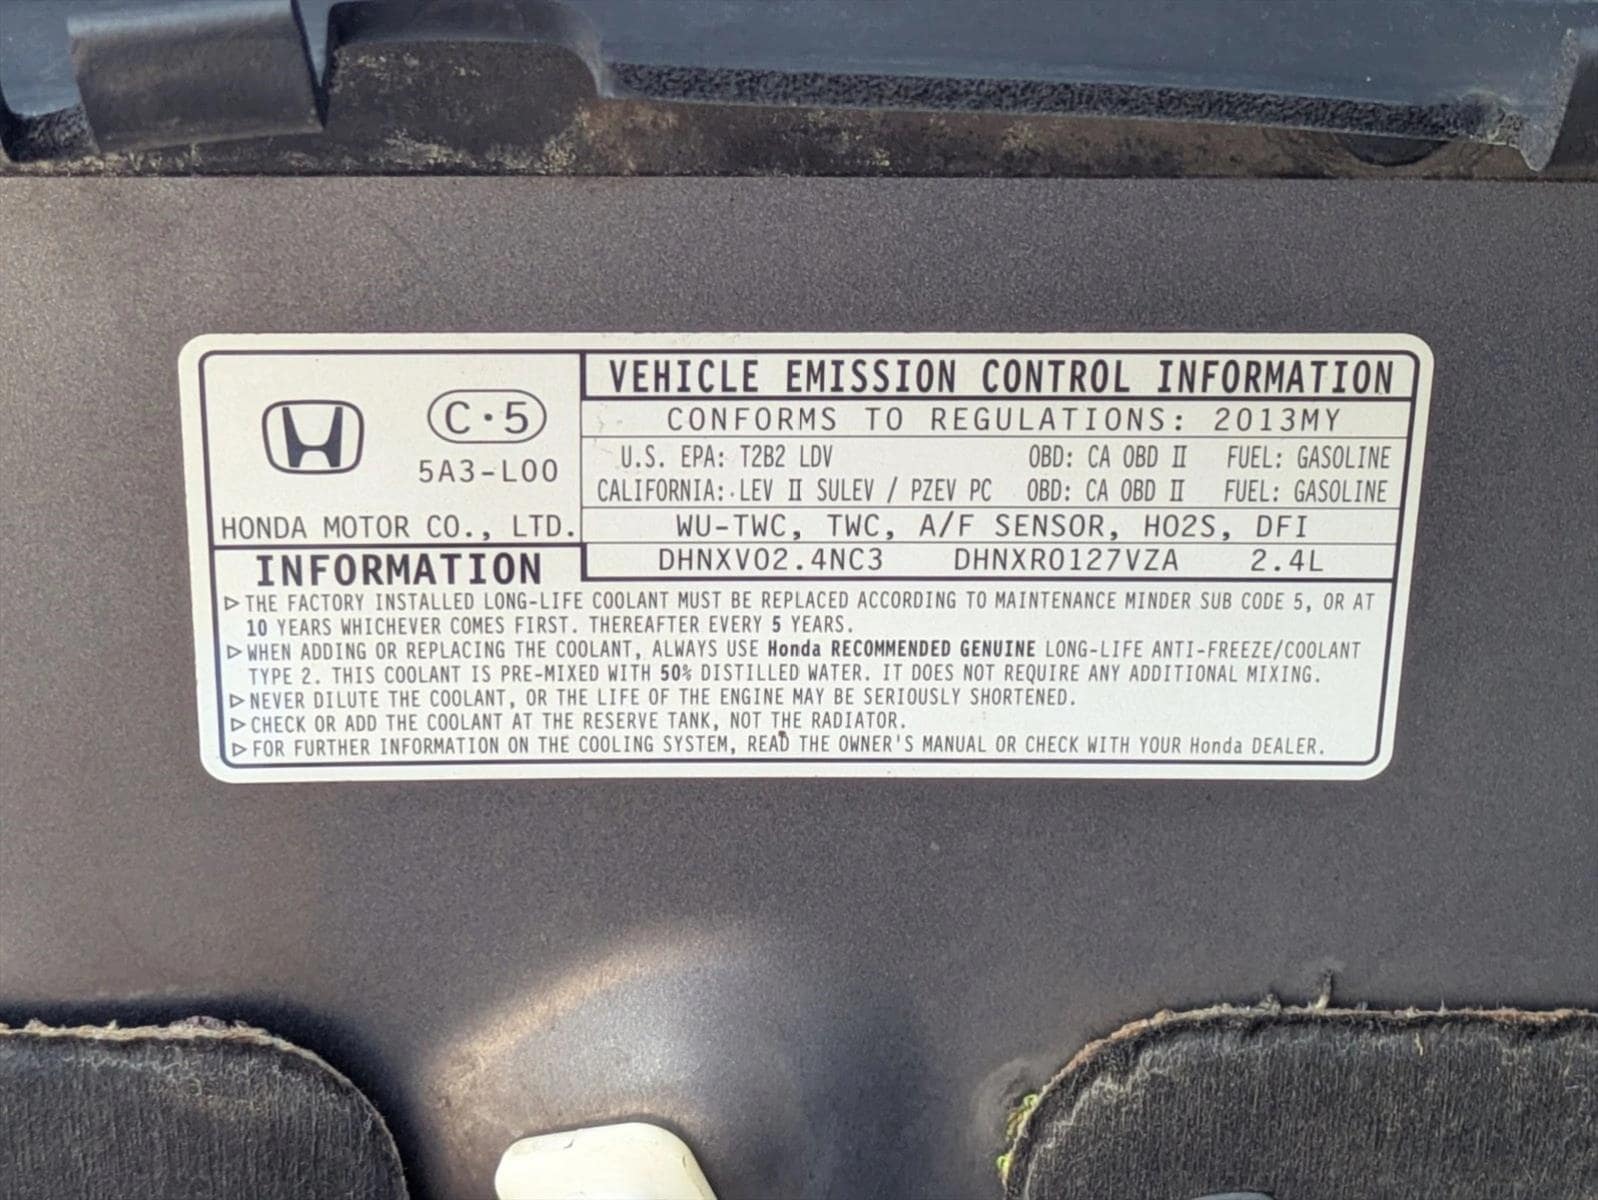 VEHICLE EMISSION CONTROL INFORMATION
C·5
CONFORMS TO REGULATIONS: 2013MY
5A3-L00
U.S. EPA: T2B2 LDV OBD: CA OBD II FUEL: GASOLINE
CALIFORNIA: LEV II SULEV / PZEV PC OBD: CA OBD II FUEL: GASOLINE
HONDA MOTOR CO., LTD.
WU-TWC, TWC, A/F SENSOR, HO2S, DFI
DHNXV02.4NC3 DHNXR0127VZA 2.4L
INFORMATION
▷THE FACTORY INSTALLED LONG-LIFE COOLANT MUST BE REPLACED ACCORDING TO MAINTENANCE MINDER SUB CODE 5, OR AT
10 YEARS WHICHEVER COMES FIRST. THEREAFTER EVERY 5 YEARS.
▷WHEN ADDING OR REPLACING THE COOLANT, ALWAYS USE Honda RECOMMENDED GENUINE LONG-LIFE ANTI-FREEZE/COOLANT
TYPE 2. THIS COOLANT IS PRE-MIXED WITH 50% DISTILLED WATER. IT DOES NOT REQUIRE ANY ADDITIONAL MIXING.
▷NEVER DILUTE THE COOLANT, OR THE LIFE OF THE ENGINE MAY BE SERIOUSLY SHORTENED.
▷CHECK OR ADD THE COOLANT AT THE RESERVE TANK, NOT THE RADIATOR.
▷FOR FURTHER INFORMATION ON THE COOLING SYSTEM, READ THE OWNER'S MANUAL OR CHECK WITH YOUR Honda DEALER.